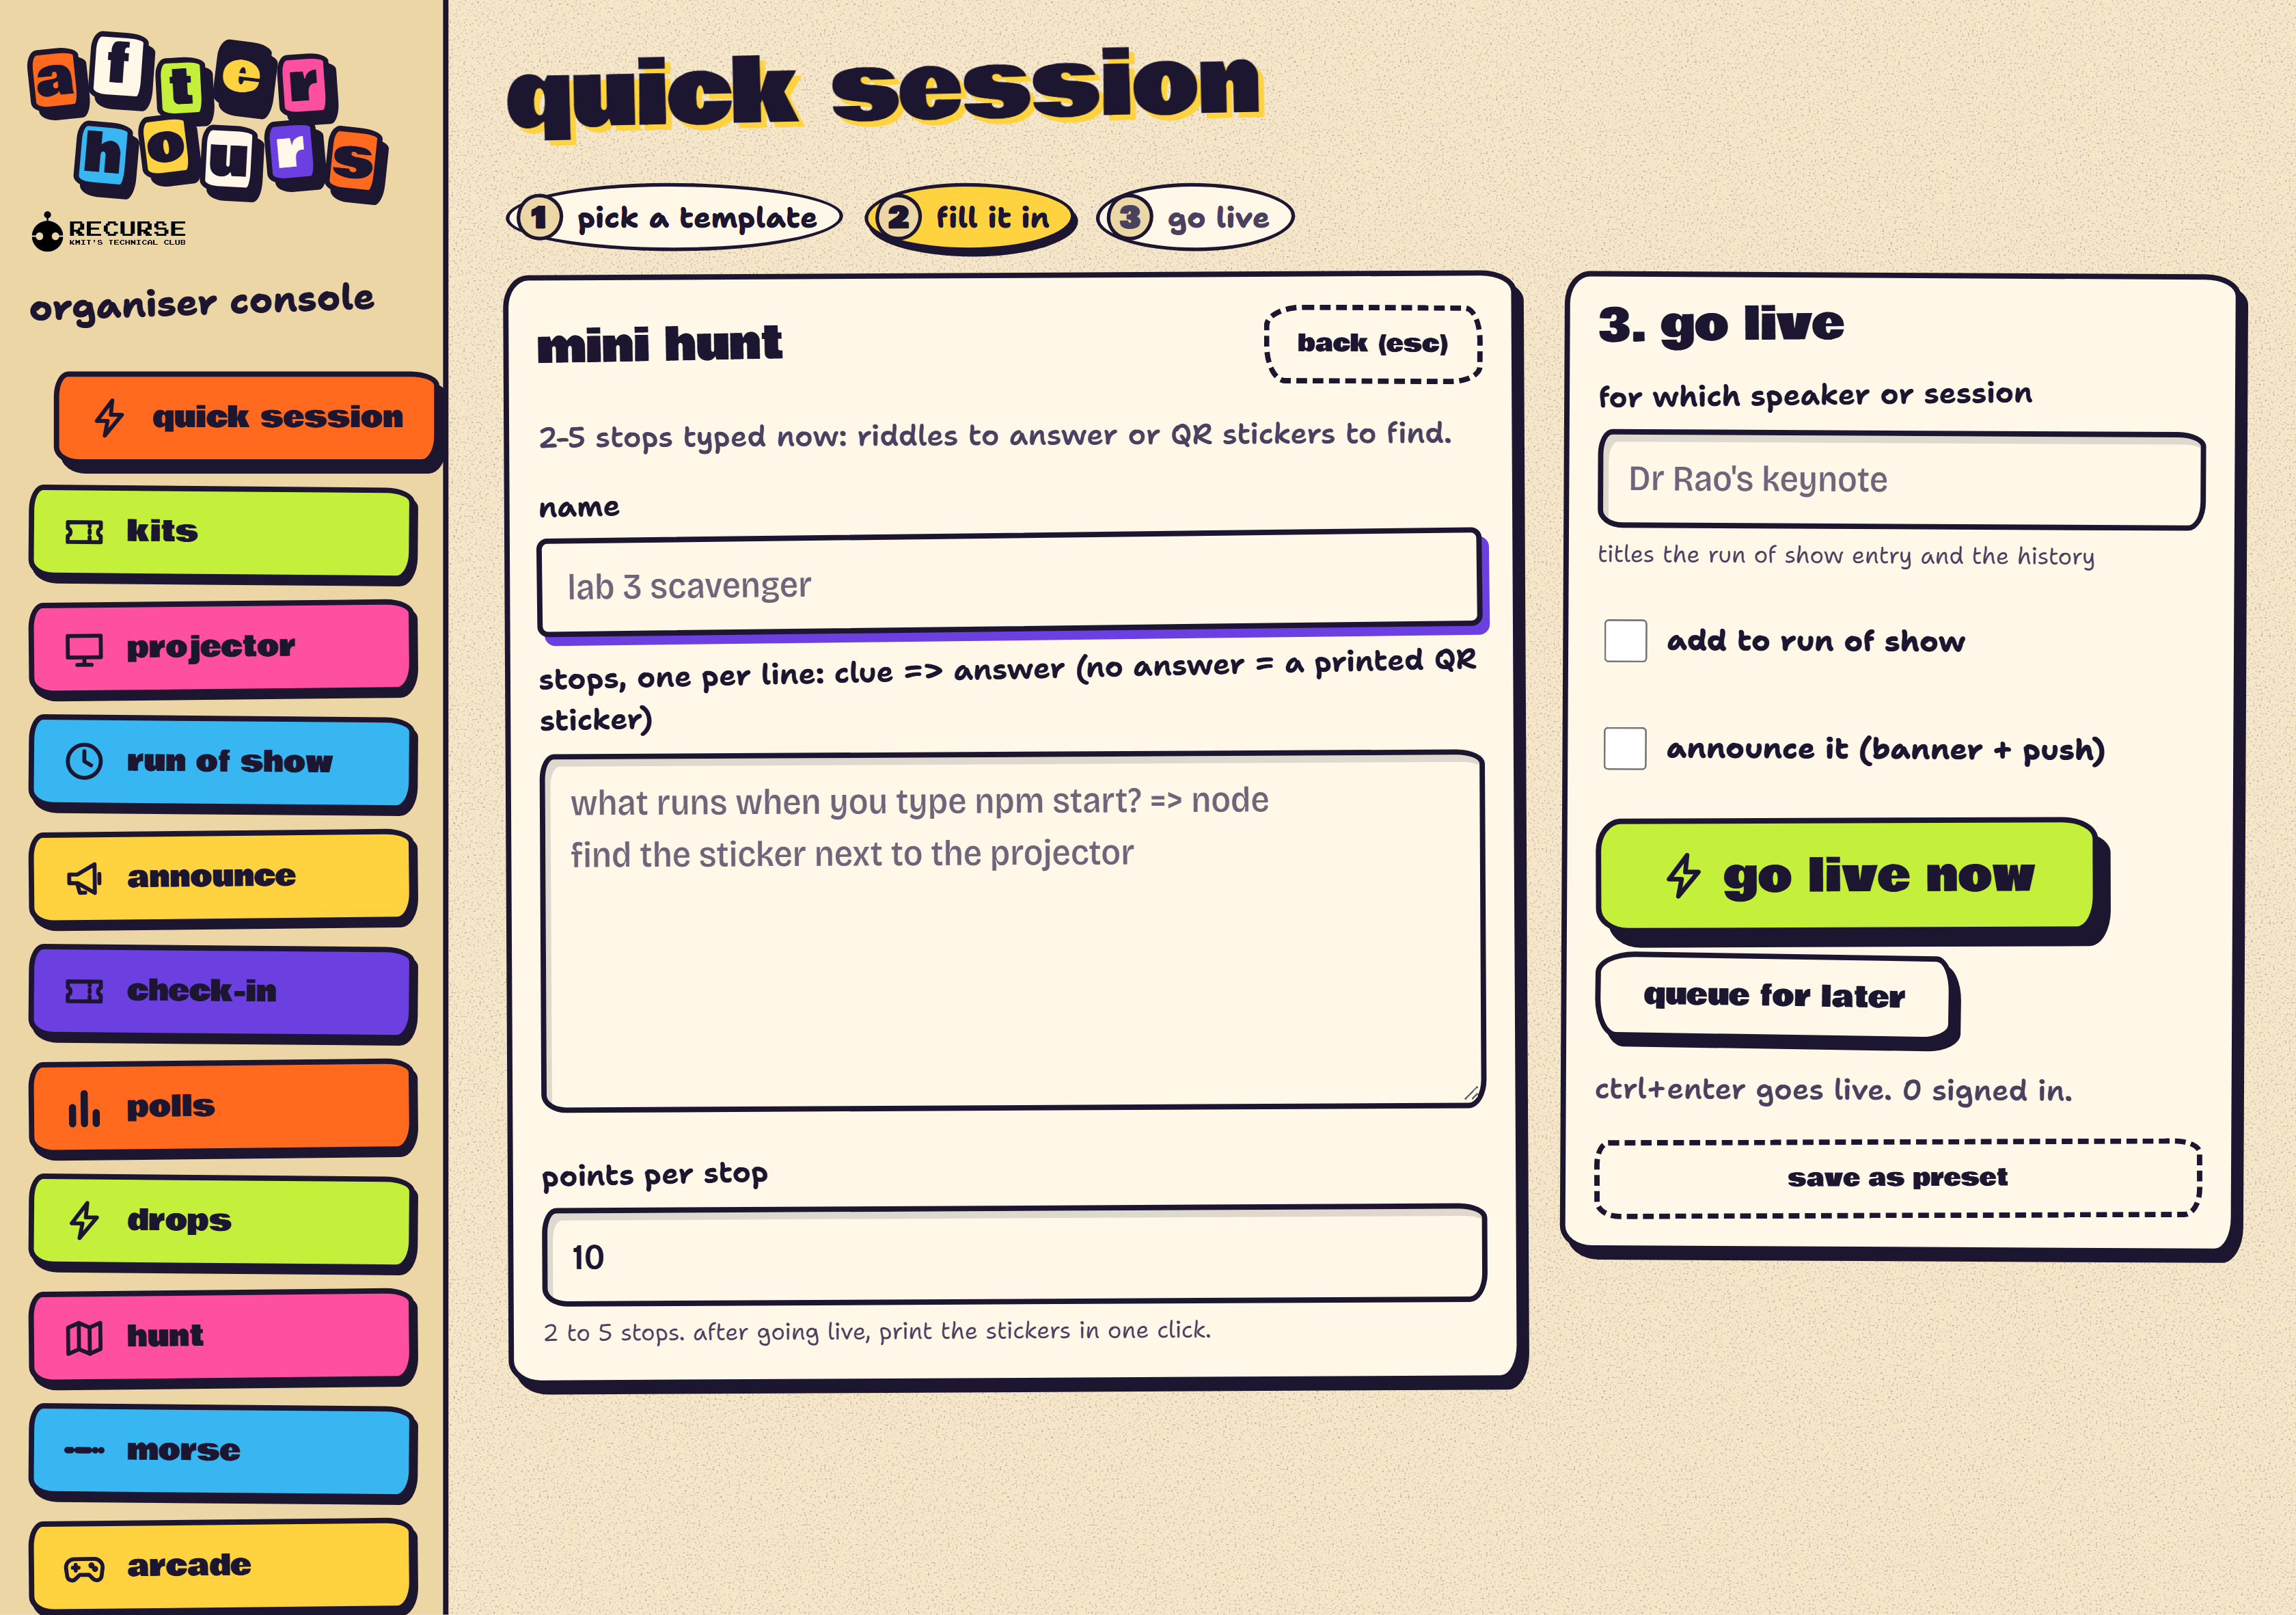 after
hours
RECURSE
KMIT'S TECHNICAL CLUB
organiser console
quick session
kits
projector
run of show
announce
check-in
polls
drops
hunt
morse
arcade
quick session
1 pick a template
2 fill it in
3 go live
mini hunt
back (esc)
2-5 stops typed now: riddles to answer or QR stickers to find.
name
lab 3 scavenger
stops, one per line: clue => answer (no answer = a printed QR
sticker)
what runs when you type npm start? => node
find the sticker next to the projector
points per stop
10
2 to 5 stops. after going live, print the stickers in one click.
3. go live
for which speaker or session
Dr Rao's keynote
titles the run of show entry and the history
add to run of show
announce it (banner + push)
go live now
queue for later
ctrl+enter goes live. 0 signed in.
save as preset